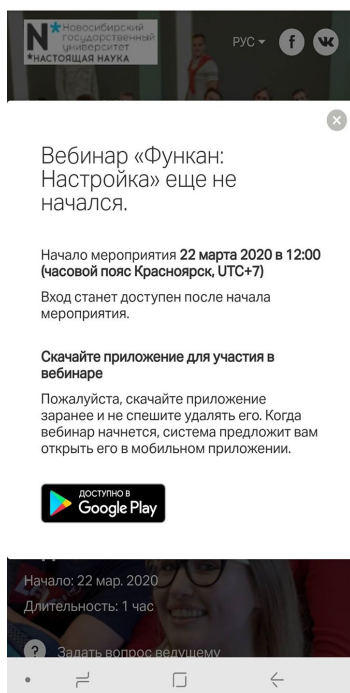 Новосибирский
государственный
университет
*НАСТОЯЩАЯ НАУКА
РУС
Вебинар «Функан:
Настройка» еще не
начался.
Начало мероприятия 22 марта 2020 в 12:00
(часовой пояс Красноярск, UTC+7)
Вход станет доступен после начала
мероприятия.
Скачайте приложение для участия в
вебинаре
Пожалуйста, скачайте приложение
заранее и не спешите удалять его. Когда
вебинар начнется, система предложит вам
открыть его в мобильном приложении.
ДОСТУПНО В
Google Play
Начало: 22 мар. 2020
Длительность: 1 час
? Задать вопрос ведущему